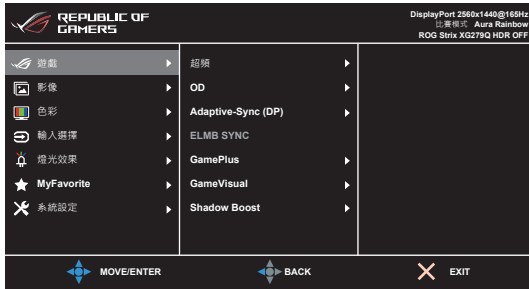 REPUBLIC OF
GAMERS
DisplayPort 2560x1440@165Hz
比賽模式 Aura Rainbow
ROG Strix XG279Q HDR OFF
遊戲
影像
色彩
輸入選擇
燈光效果
MyFavorite
系統設定
超頻
OD
Adaptive-Sync (DP)
ELMB SYNC
GamePlus
GameVisual
Shadow Boost
MOVE/ENTER
BACK
EXIT